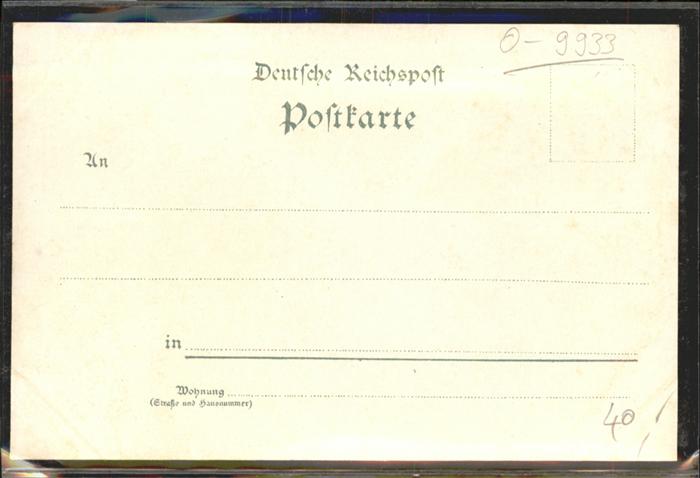 O - 9933
Deutsche Reichspost
Postkarte
An
in
Wohnung
(Straße und Hausnummer)
40